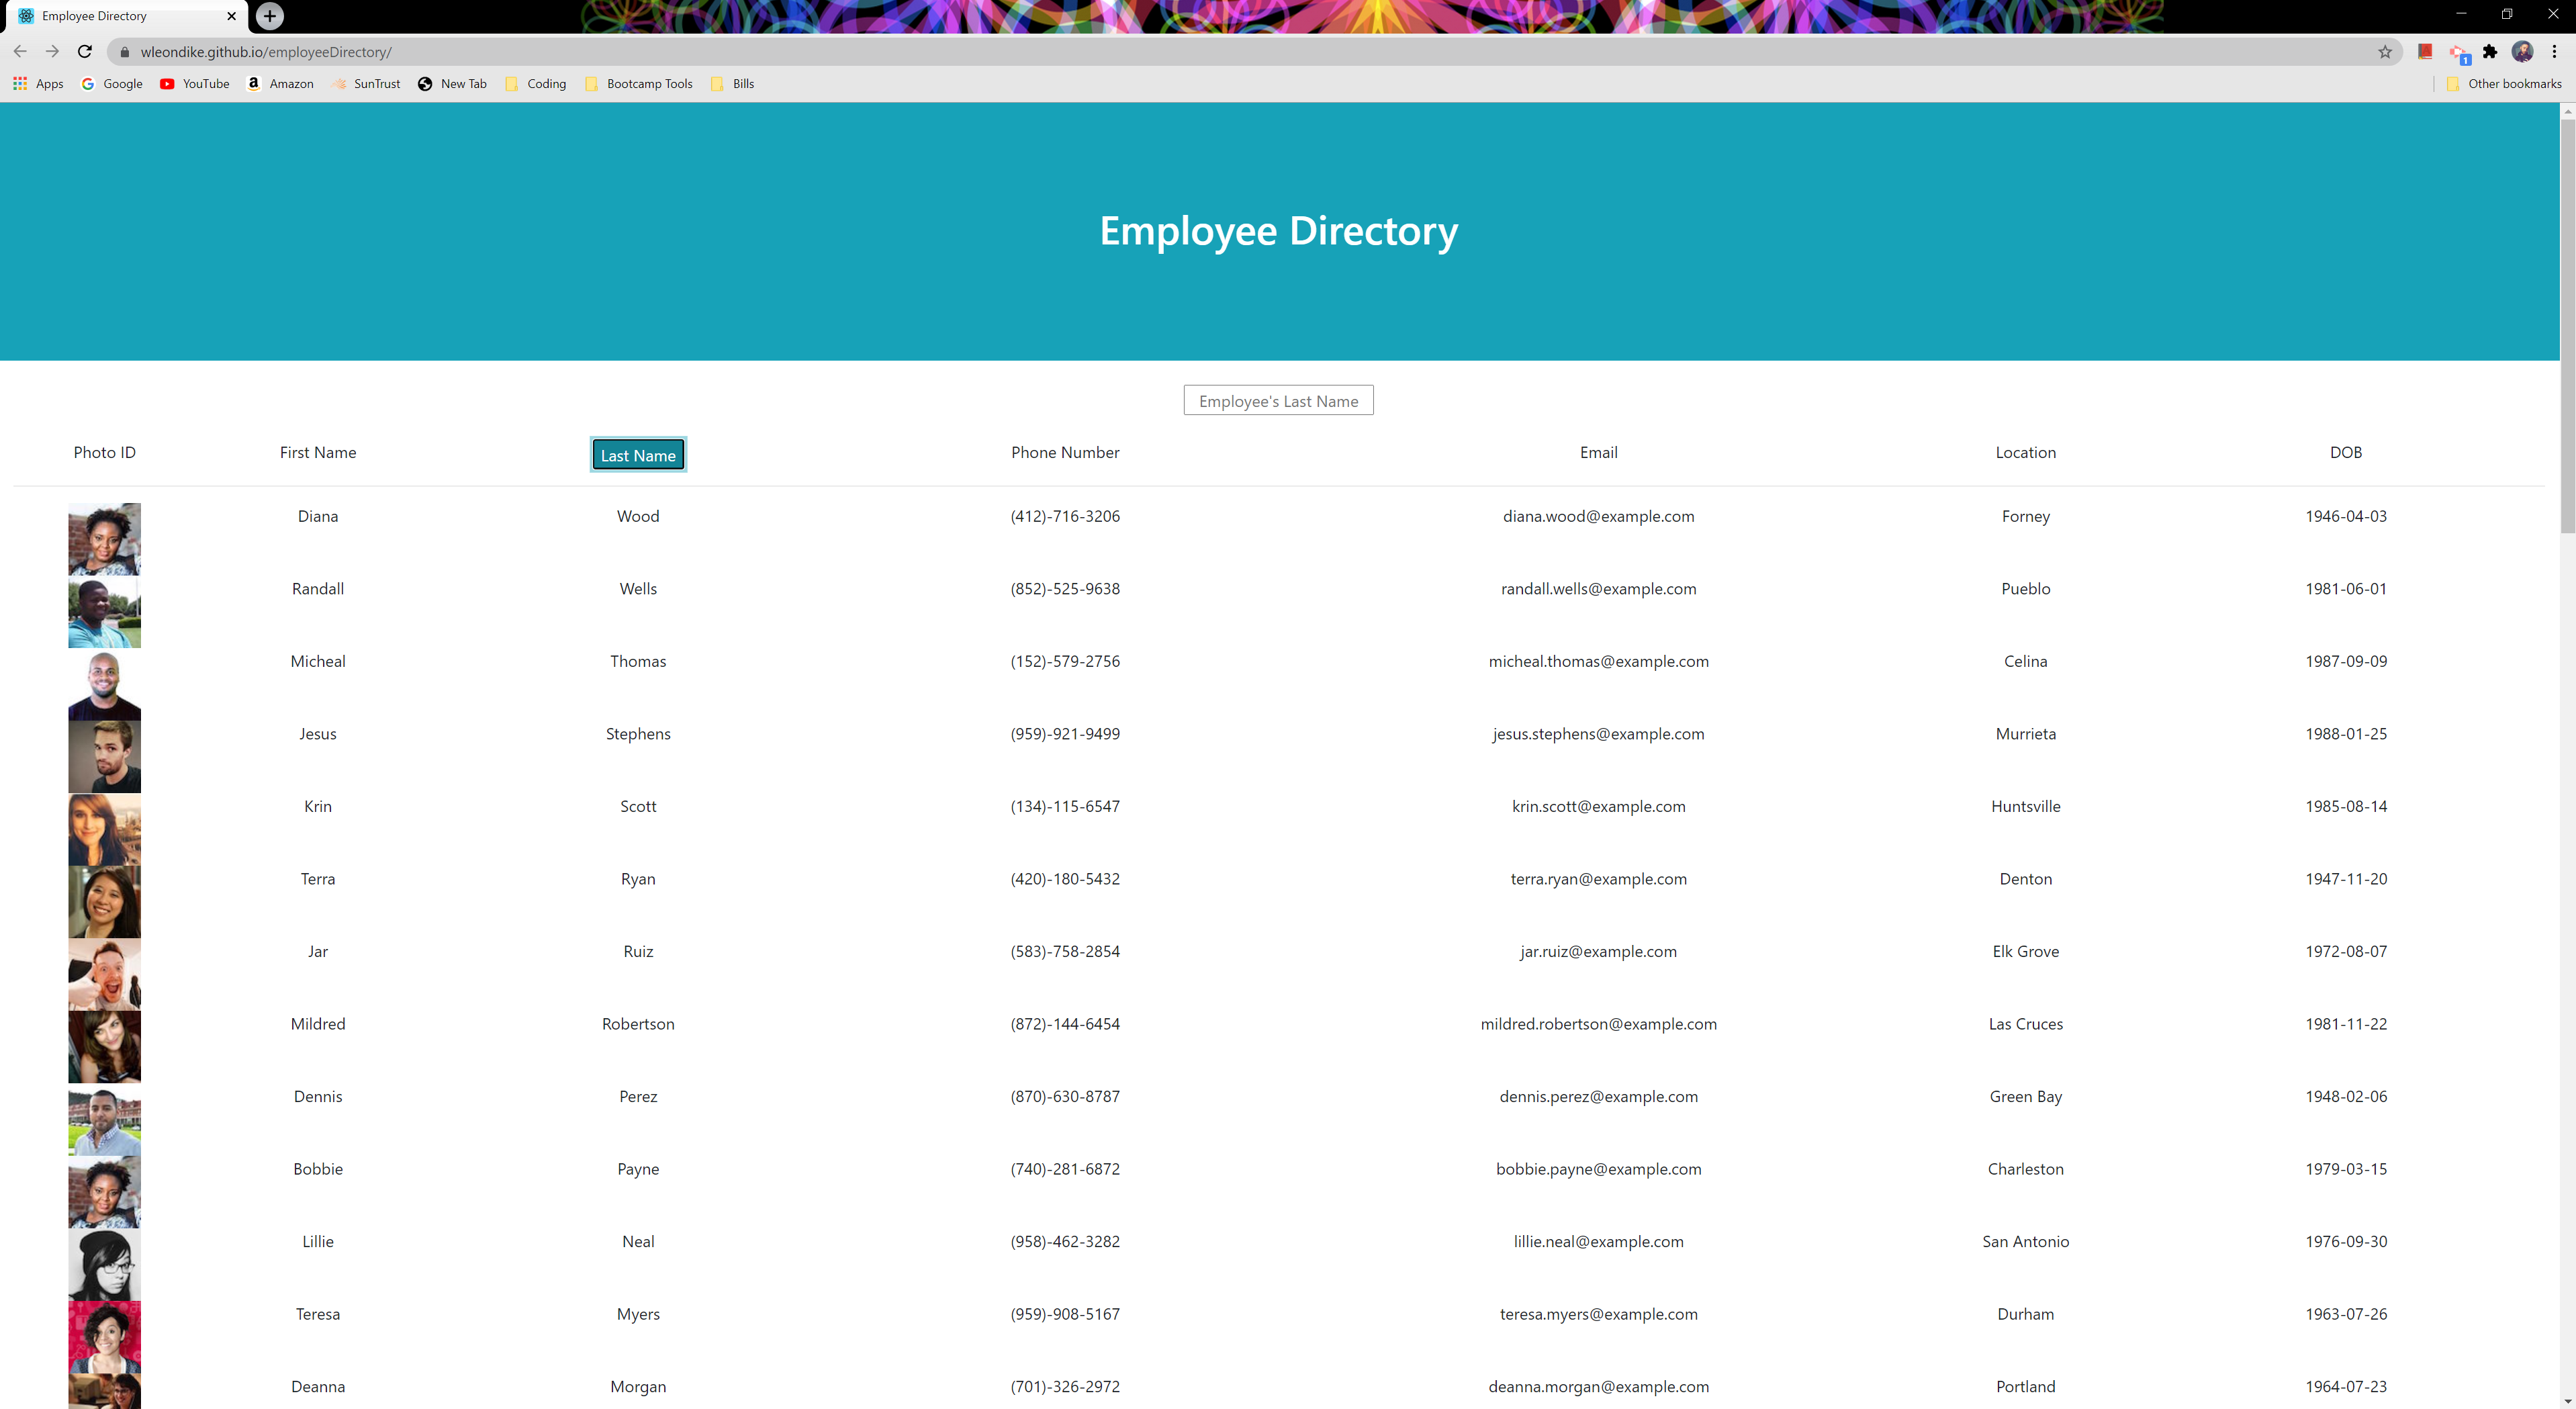 Employee Directory
wleondike.github.io/employeeDirectory/
1
Apps Google YouTube Amazon SunTrust New Tab Coding Bootcamp Tools Bills Other bookmarks
Employee Directory
Employee's Last Name
Photo ID First Name Last Name Phone Number Email Location DOB
Diana Wood (412)-716-3206 diana.wood@example.com Forney 1946-04-03
Randall Wells (852)-525-9638 randall.wells@example.com Pueblo 1981-06-01
Micheal Thomas (152)-579-2756 micheal.thomas@example.com Celina 1987-09-09
Jesus Stephens (959)-921-9499 jesus.stephens@example.com Murrieta 1988-01-25
Krin Scott (134)-115-6547 krin.scott@example.com Huntsville 1985-08-14
Terra Ryan (420)-180-5432 terra.ryan@example.com Denton 1947-11-20
Jar Ruiz (583)-758-2854 jar.ruiz@example.com Elk Grove 1972-08-07
Mildred Robertson (872)-144-6454 mildred.robertson@example.com Las Cruces 1981-11-22
Dennis Perez (870)-630-8787 dennis.perez@example.com Green Bay 1948-02-06
Bobbie Payne (740)-281-6872 bobbie.payne@example.com Charleston 1979-03-15
Lillie Neal (958)-462-3282 lillie.neal@example.com San Antonio 1976-09-30
Teresa Myers (959)-908-5167 teresa.myers@example.com Durham 1963-07-26
Deanna Morgan (701)-326-2972 deanna.morgan@example.com Portland 1964-07-23